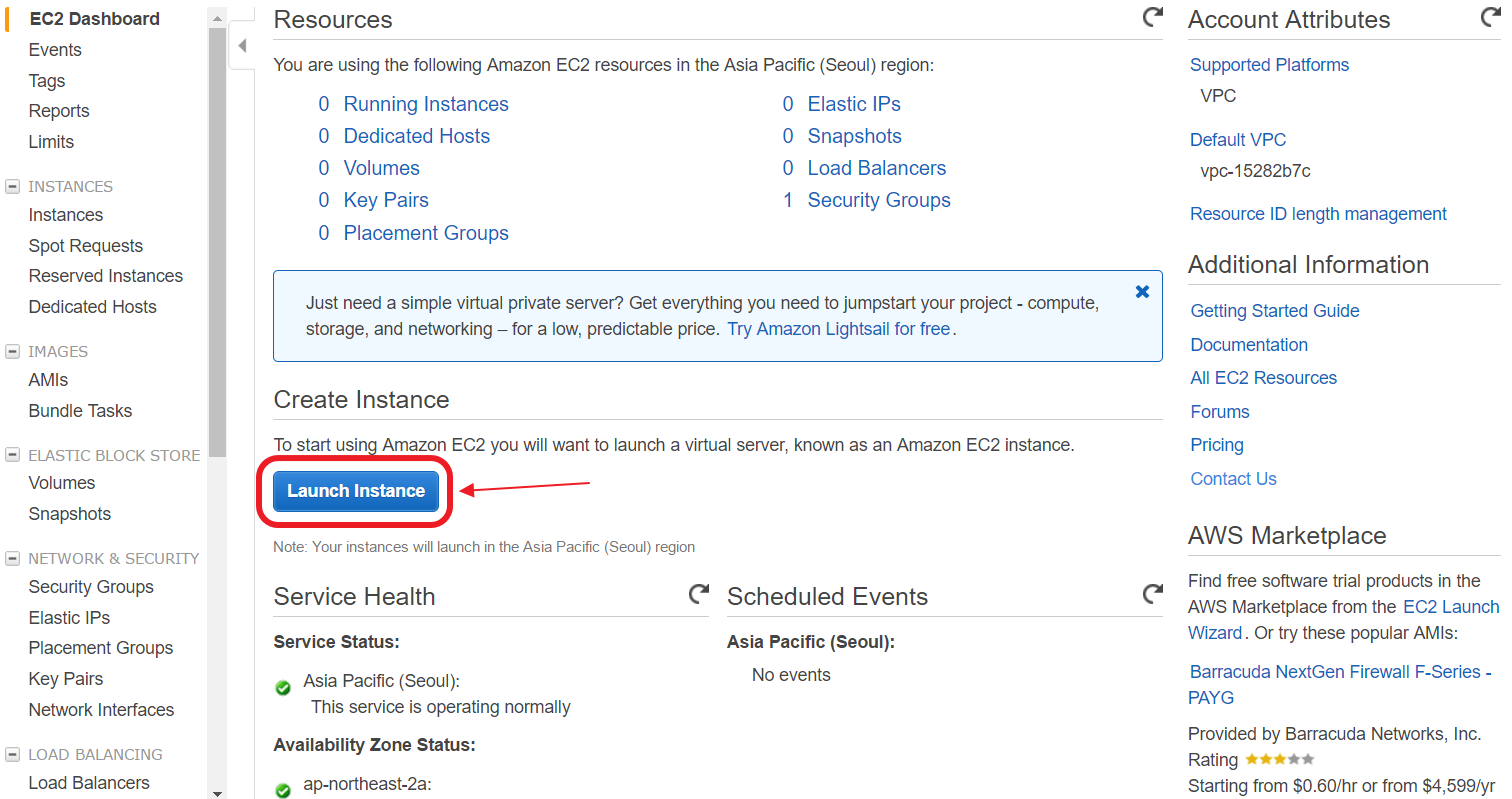 EC2 Dashboard
Events
Tags
Reports
Limits
INSTANCES
Instances
Spot Requests
Reserved Instances
Dedicated Hosts
IMAGES
AMIs
Bundle Tasks
ELASTIC BLOCK STORE
Volumes
Snapshots
NETWORK & SECURITY
Security Groups
Elastic IPs
Placement Groups
Key Pairs
Network Interfaces
LOAD BALANCING
Load Balancers
Resources
You are using the following Amazon EC2 resources in the Asia Pacific (Seoul) region:
0 Running Instances
0 Dedicated Hosts
0 Volumes
0 Key Pairs
0 Placement Groups
0 Elastic IPs
0 Snapshots
0 Load Balancers
1 Security Groups
Just need a simple virtual private server? Get everything you need to jumpstart your project - compute,
storage, and networking – for a low, predictable price. Try Amazon Lightsail for free.
Create Instance
To start using Amazon EC2 you will want to launch a virtual server, known as an Amazon EC2 instance.
Launch Instance
Note: Your instances will launch in the Asia Pacific (Seoul) region
Service Health
Service Status:
Asia Pacific (Seoul):
This service is operating normally
Availability Zone Status:
ap-northeast-2a:
Scheduled Events
Asia Pacific (Seoul):
No events
Account Attributes
Supported Platforms
VPC
Default VPC
vpc-15282b7c
Resource ID length management
Additional Information
Getting Started Guide
Documentation
All EC2 Resources
Forums
Pricing
Contact Us
AWS Marketplace
Find free software trial products in the
AWS Marketplace from the EC2 Launch
Wizard. Or try these popular AMIs:
Barracuda NextGen Firewall F-Series -
PAYG
Provided by Barracuda Networks, Inc.
Rating
Starting from $0.60/hr or from $4,599/yr